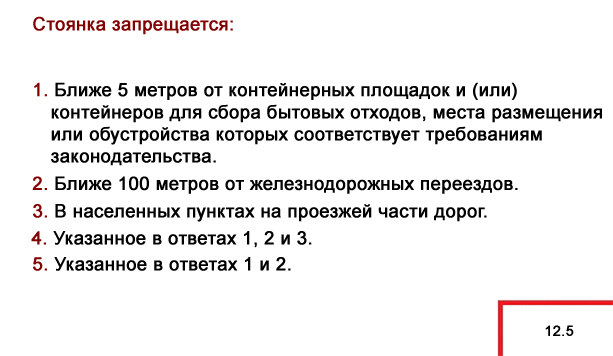 Стоянка запрещается:
1. Ближе 5 метров от контейнерных площадок и (или)
контейнеров для сбора бытовых отходов, места размещения
или обустройства которых соответствует требованиям
законодательства.
2. Ближе 100 метров от железнодорожных переездов.
3. В населенных пунктах на проезжей части дорог.
4. Указанное в ответах 1, 2 и 3.
5. Указанное в ответах 1 и 2.
12.5